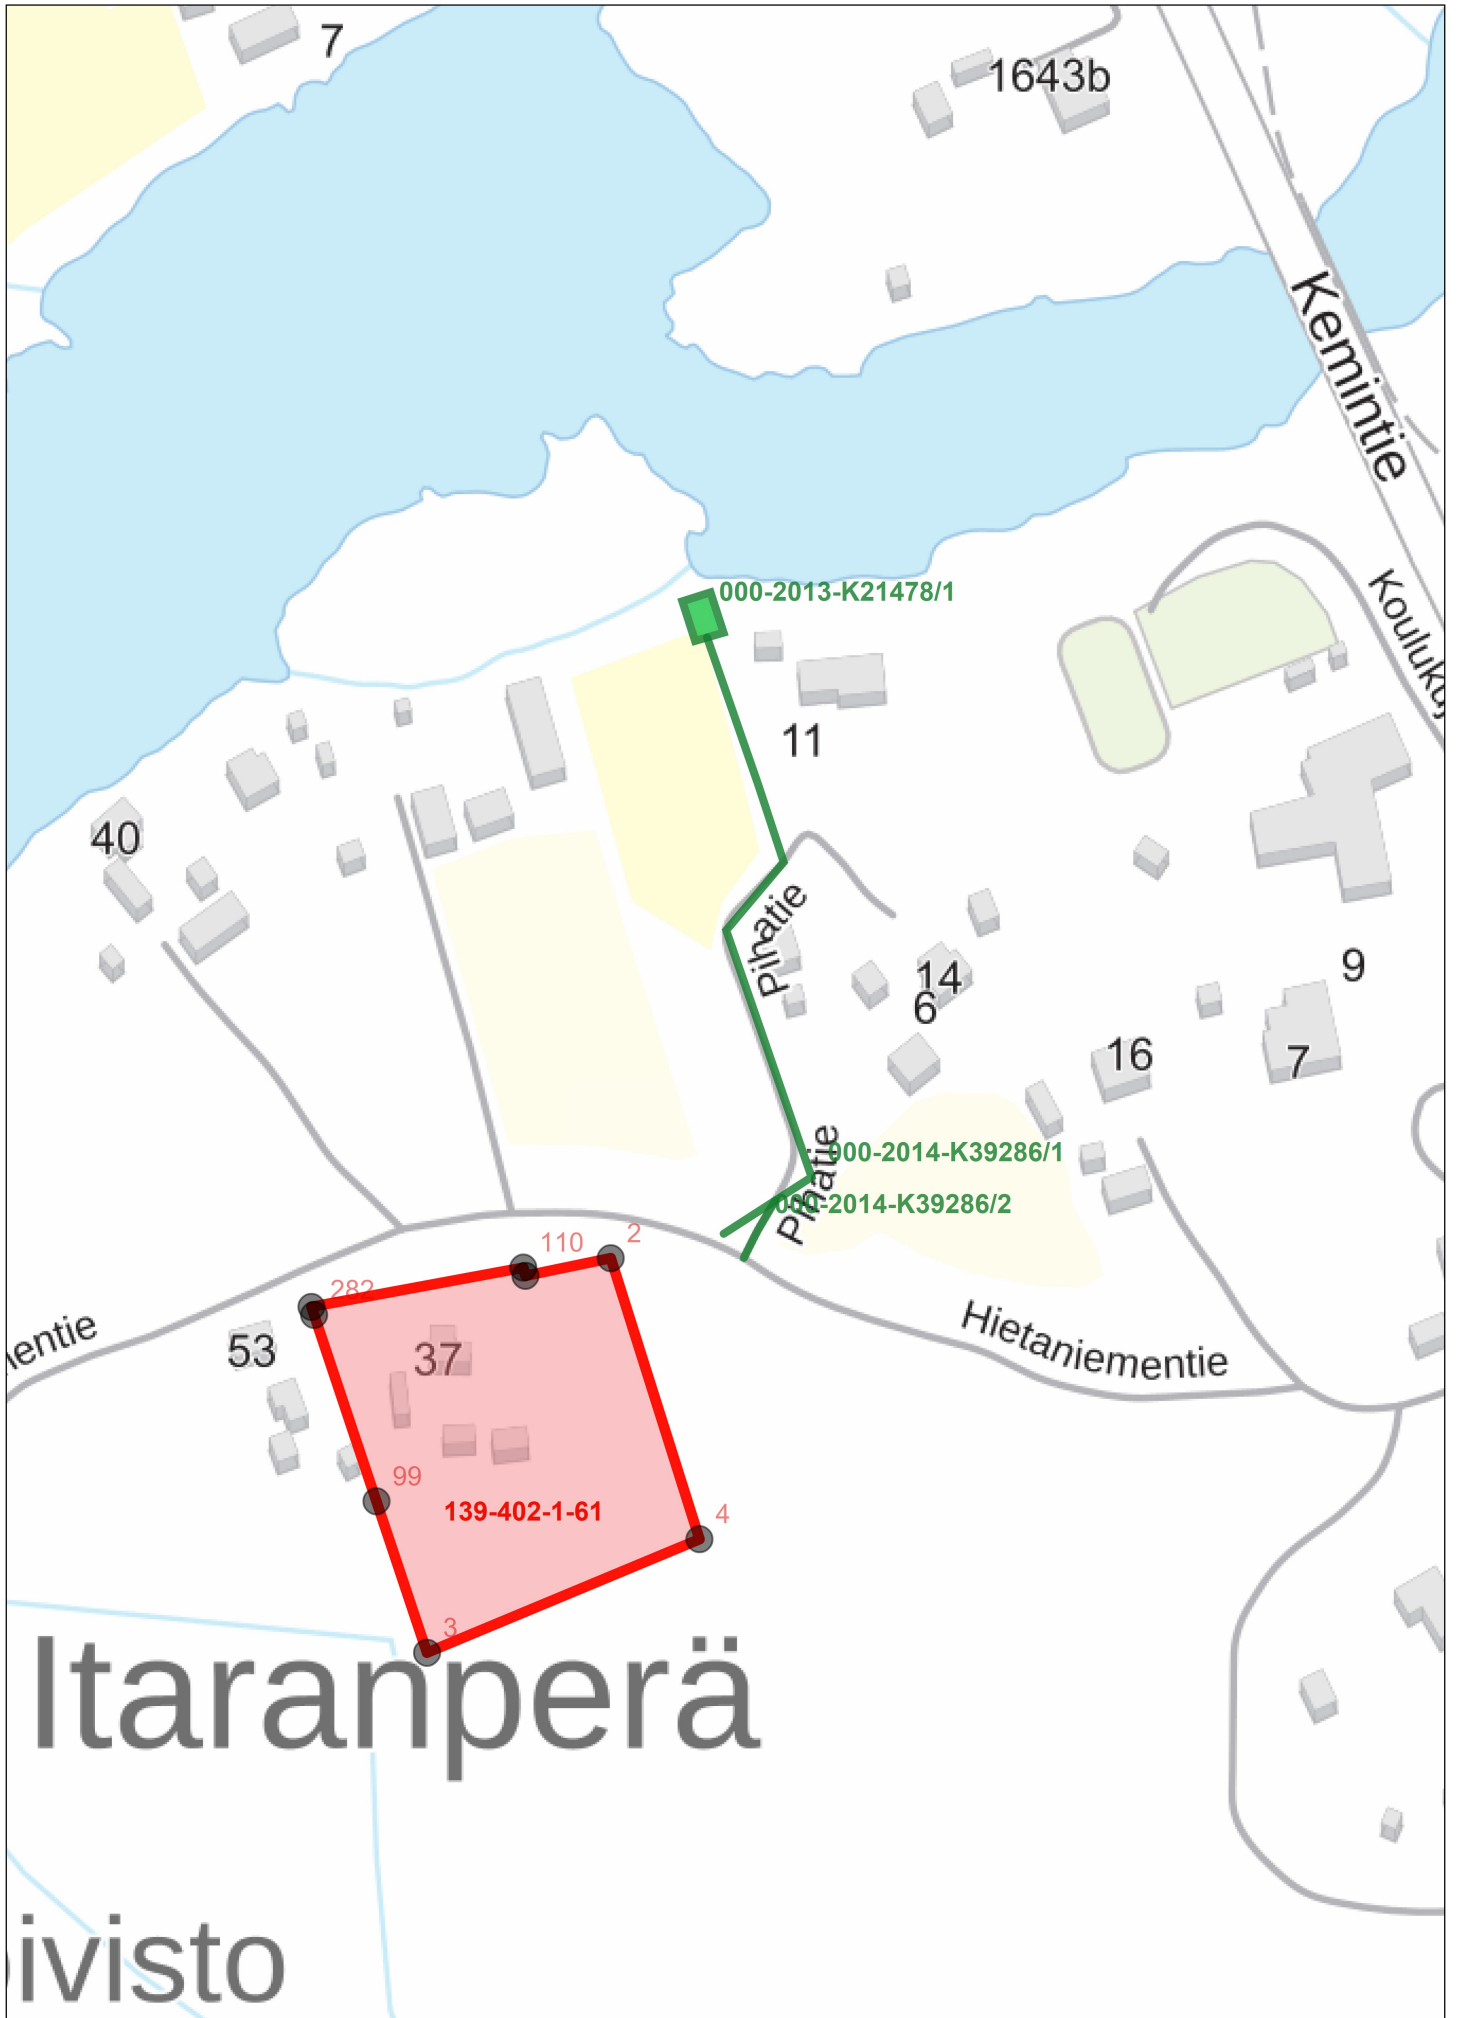 7
1643b
Kemintie
000-2013-K21478/1
Kouluku
11
40
Pihatie
14
6
9
16
7
Pihatie
000-2014-K39286/1
000-2014-K39286/2
110
2
282
53
37
Hietaniementie
entie
99
139-402-1-61
4
3
Itaranperä
ivisto